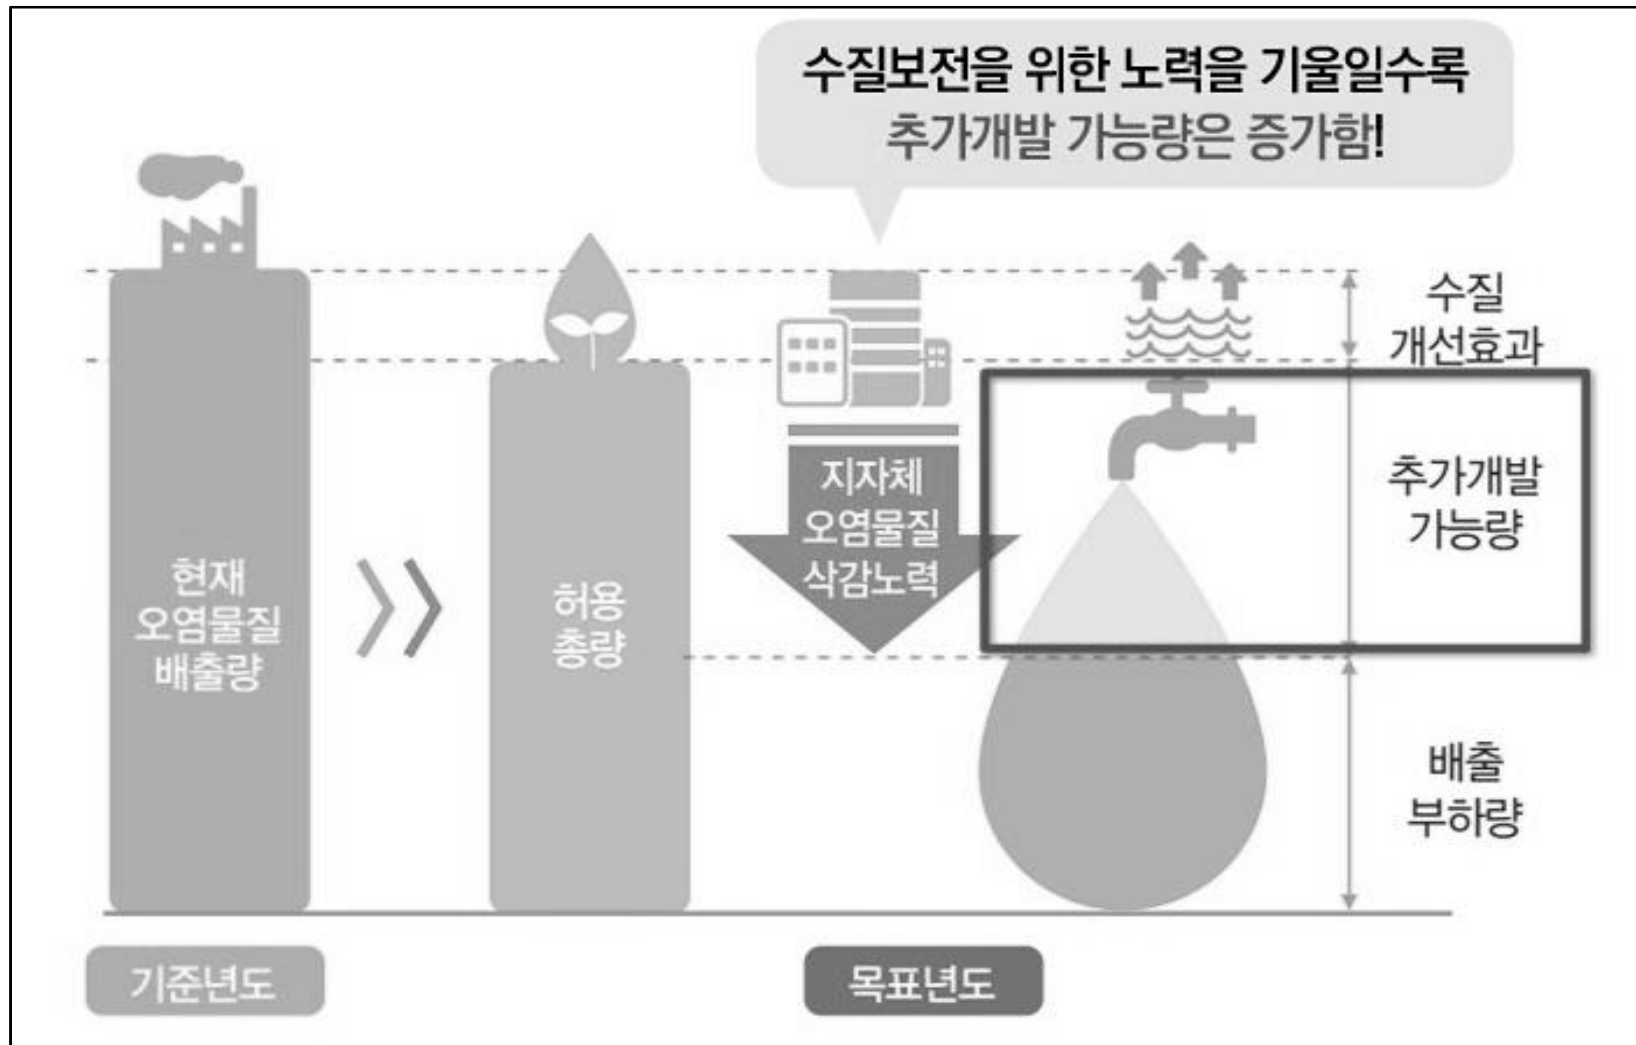 수질보전을 위한 노력을 기울일수록
추가개발 가능량은 증가함!
현재
오염물질
배출량
허용
총량
지자체
오염물질
삭감노력
수질
개선효과
추가개발
가능량
배출
부하량
기준년도
목표년도